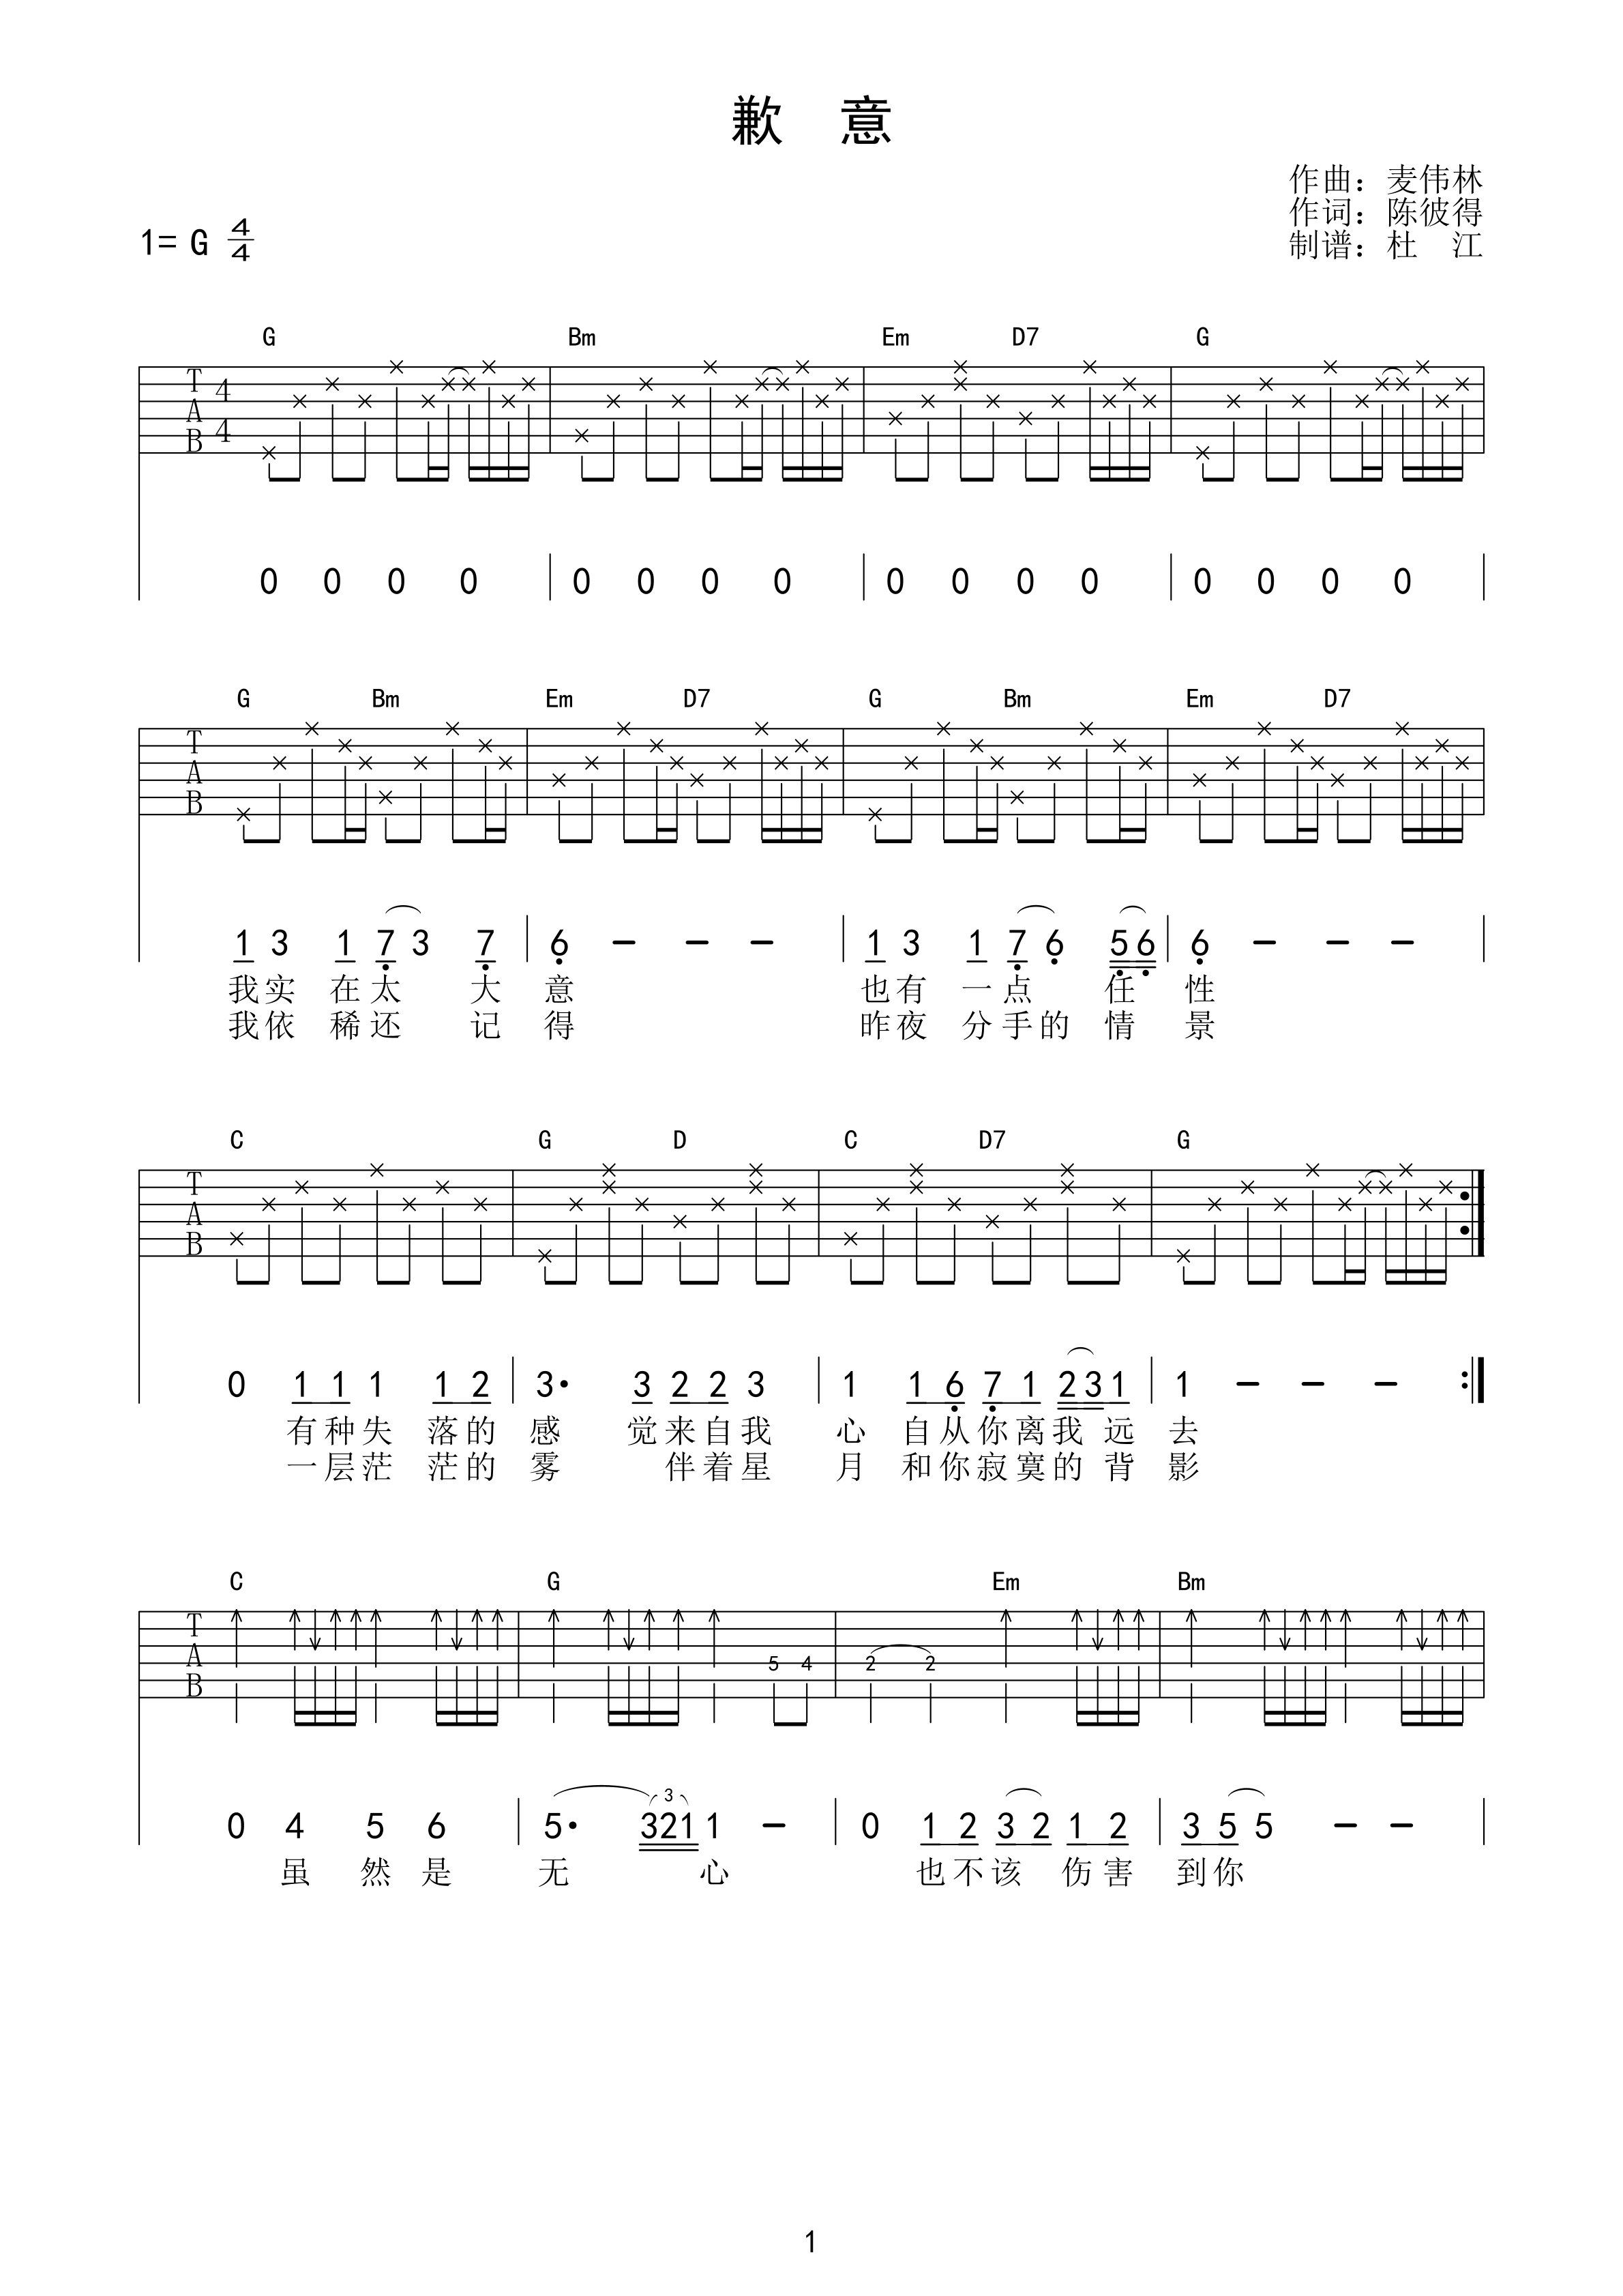 歉 意
作曲：麦伟林
作词：陈彼得
制谱：杜 江
1= G 4/4
G Bm Em D7 G
T A B 4 4
0 0 0 0 0 0 0 0 0 0 0 0 0 0 0 0
G Bm Em D7 G Bm Em D7
T A B
1 3 1 7 3 7 6 - - - 1 3 1 7 6 5 6 6 - - -
我实 在太 大 意 也有 一点 任 性
我依 稀还 记 得 昨夜 分手的 情 景
C G D C D7 G
T A B
0 1 1 1 1 2 3· 3 2 2 3 1 1 6 7 1 2 3 1 1 - - -
有种失 落的 感 觉来自我 心 自从你离我远 去
一层茫 茫的 雾 伴着星 月 和你寂寞的背 影
C G Em Bm
T A B
5 4 2 2
3
0 4 5 6 5· 3 2 1 1 - 0 1 2 3 2 1 2 3 5 5 - -
虽 然 是 无 心 也不该 伤害 到你
1